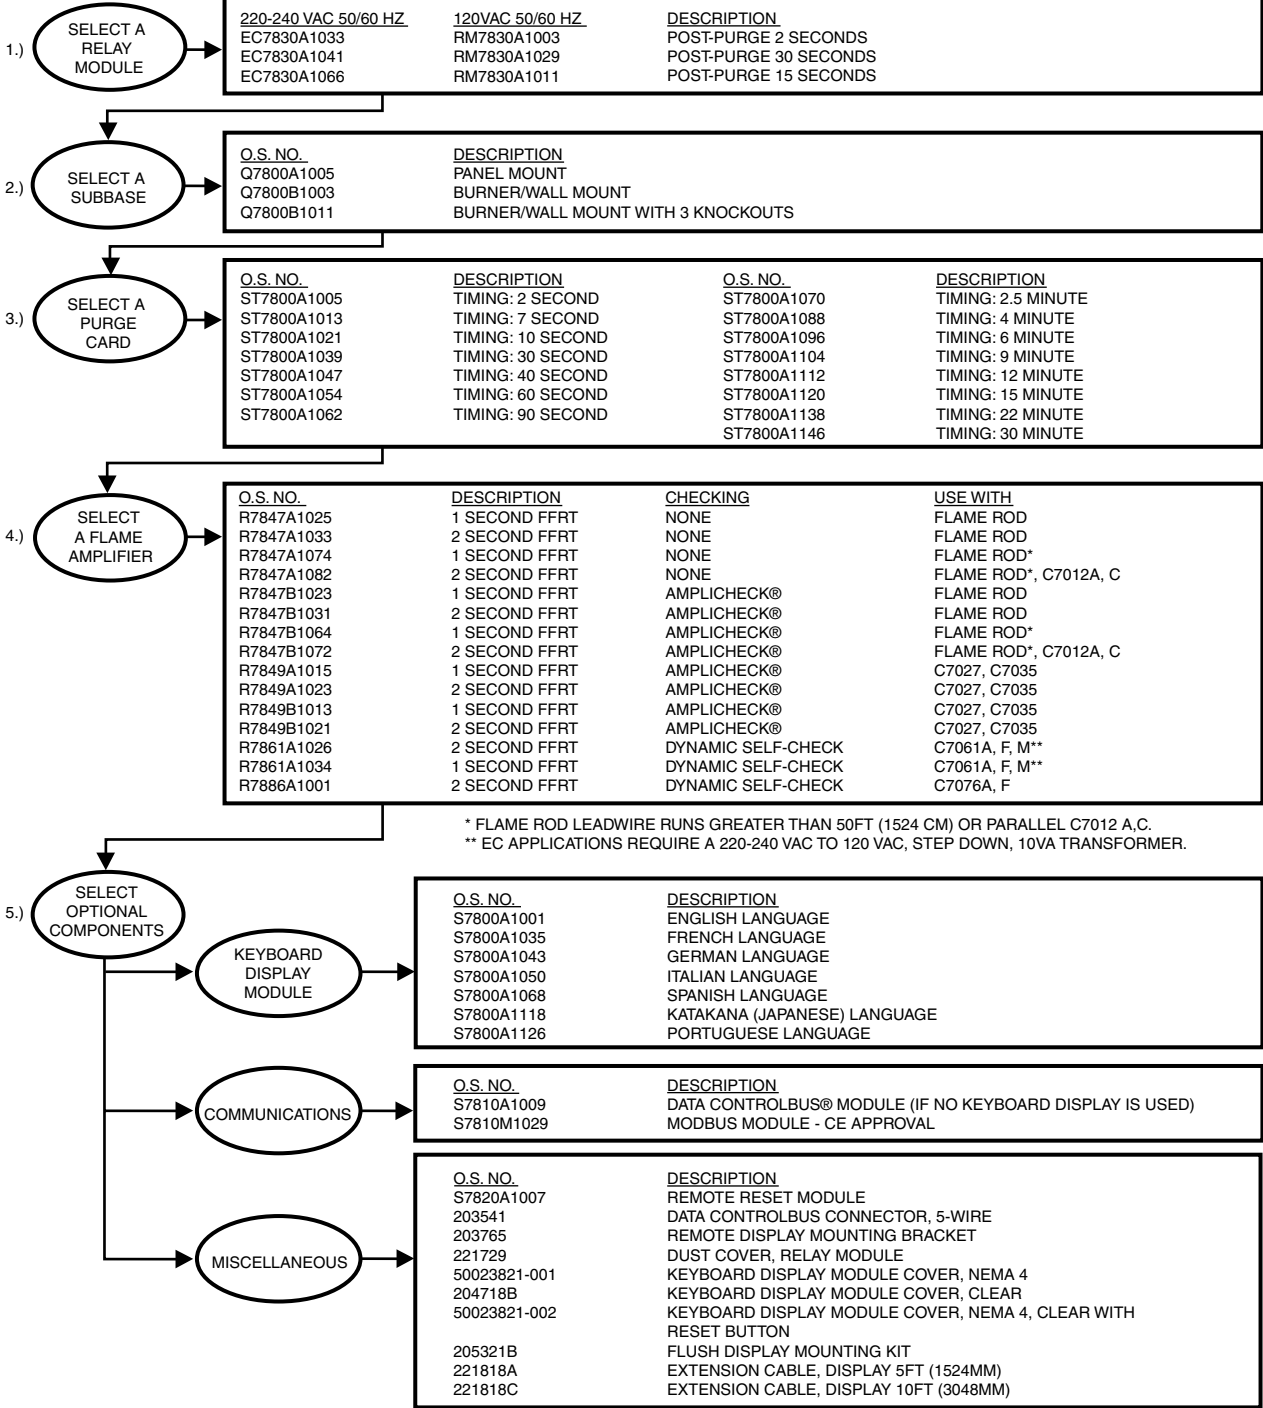 1.) SELECT A RELAY MODULE
220-240 VAC 50/60 HZ 120VAC 50/60 HZ DESCRIPTION
EC7830A1033 RM7830A1003 POST-PURGE 2 SECONDS
EC7830A1041 RM7830A1029 POST-PURGE 30 SECONDS
EC7830A1066 RM7830A1011 POST-PURGE 15 SECONDS
2.) SELECT A SUBBASE
O.S. NO. DESCRIPTION
Q7800A1005 PANEL MOUNT
Q7800B1003 BURNER/WALL MOUNT
Q7800B1011 BURNER/WALL MOUNT WITH 3 KNOCKOUTS
3.) SELECT A PURGE CARD
O.S. NO. DESCRIPTION O.S. NO. DESCRIPTION
ST7800A1005 TIMING: 2 SECOND ST7800A1070 TIMING: 2.5 MINUTE
ST7800A1013 TIMING: 7 SECOND ST7800A1088 TIMING: 4 MINUTE
ST7800A1021 TIMING: 10 SECOND ST7800A1096 TIMING: 6 MINUTE
ST7800A1039 TIMING: 30 SECOND ST7800A1104 TIMING: 9 MINUTE
ST7800A1047 TIMING: 40 SECOND ST7800A1112 TIMING: 12 MINUTE
ST7800A1054 TIMING: 60 SECOND ST7800A1120 TIMING: 15 MINUTE
ST7800A1062 TIMING: 90 SECOND ST7800A1138 TIMING: 22 MINUTE
ST7800A1146 TIMING: 30 MINUTE
4.) SELECT A FLAME AMPLIFIER
O.S. NO. DESCRIPTION CHECKING USE WITH
R7847A1025 1 SECOND FFRT NONE FLAME ROD
R7847A1033 2 SECOND FFRT NONE FLAME ROD
R7847A1074 1 SECOND FFRT NONE FLAME ROD*
R7847A1082 2 SECOND FFRT NONE FLAME ROD*, C7012A, C
R7847B1023 1 SECOND FFRT AMPLICHECK® FLAME ROD
R7847B1031 2 SECOND FFRT AMPLICHECK® FLAME ROD
R7847B1064 1 SECOND FFRT AMPLICHECK® FLAME ROD*
R7847B1072 2 SECOND FFRT AMPLICHECK® FLAME ROD*, C7012A, C
R7849A1015 1 SECOND FFRT AMPLICHECK® C7027, C7035
R7849A1023 2 SECOND FFRT AMPLICHECK® C7027, C7035
R7849B1013 1 SECOND FFRT AMPLICHECK® C7027, C7035
R7849B1021 2 SECOND FFRT AMPLICHECK® C7027, C7035
R7861A1026 2 SECOND FFRT DYNAMIC SELF-CHECK C7061A, F, M**
R7861A1034 1 SECOND FFRT DYNAMIC SELF-CHECK C7061A, F, M**
R7886A1001 2 SECOND FFRT DYNAMIC SELF-CHECK C7076A, F
* FLAME ROD LEADWIRE RUNS GREATER THAN 50FT (1524 CM) OR PARALLEL C7012 A,C.
** EC APPLICATIONS REQUIRE A 220-240 VAC TO 120 VAC, STEP DOWN, 10VA TRANSFORMER.
5.) SELECT OPTIONAL COMPONENTS
KEYBOARD DISPLAY MODULE
O.S. NO. DESCRIPTION
S7800A1001 ENGLISH LANGUAGE
S7800A1035 FRENCH LANGUAGE
S7800A1043 GERMAN LANGUAGE
S7800A1050 ITALIAN LANGUAGE
S7800A1068 SPANISH LANGUAGE
S7800A1118 KATAKANA (JAPANESE) LANGUAGE
S7800A1126 PORTUGUESE LANGUAGE
COMMUNICATIONS
O.S. NO. DESCRIPTION
S7810A1009 DATA CONTROLBUS® MODULE (IF NO KEYBOARD DISPLAY IS USED)
S7810M1029 MODBUS MODULE - CE APPROVAL
MISCELLANEOUS
O.S. NO. DESCRIPTION
S7820A1007 REMOTE RESET MODULE
203541 DATA CONTROLBUS CONNECTOR, 5-WIRE
203765 REMOTE DISPLAY MOUNTING BRACKET
221729 DUST COVER, RELAY MODULE
50023821-001 KEYBOARD DISPLAY MODULE COVER, NEMA 4
204718B KEYBOARD DISPLAY MODULE COVER, CLEAR
50023821-002 KEYBOARD DISPLAY MODULE COVER, NEMA 4, CLEAR WITH
RESET BUTTON
205321B FLUSH DISPLAY MOUNTING KIT
221818A EXTENSION CABLE, DISPLAY 5FT (1524MM)
221818C EXTENSION CABLE, DISPLAY 10FT (3048MM)